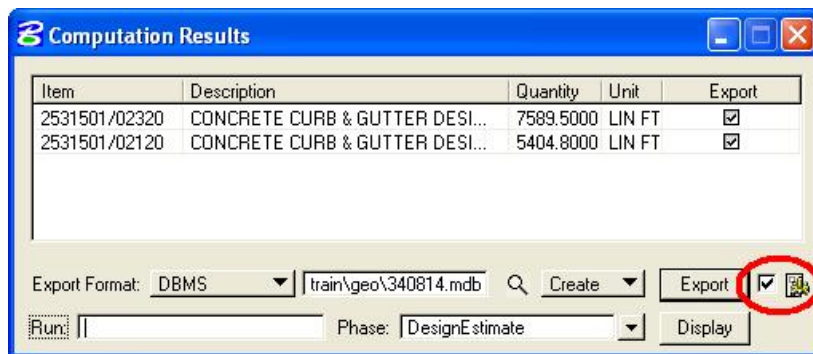 Computation Results
Item Description Quantity Unit Export
2531501/02320 CONCRETE CURB & GUTTER DESI... 7589.5000 LIN FT
2531501/02120 CONCRETE CURB & GUTTER DESI... 5404.8000 LIN FT
Export Format: DBMS train\geo\340814.mdb Create Export
Run: Phase: DesignEstimate Display